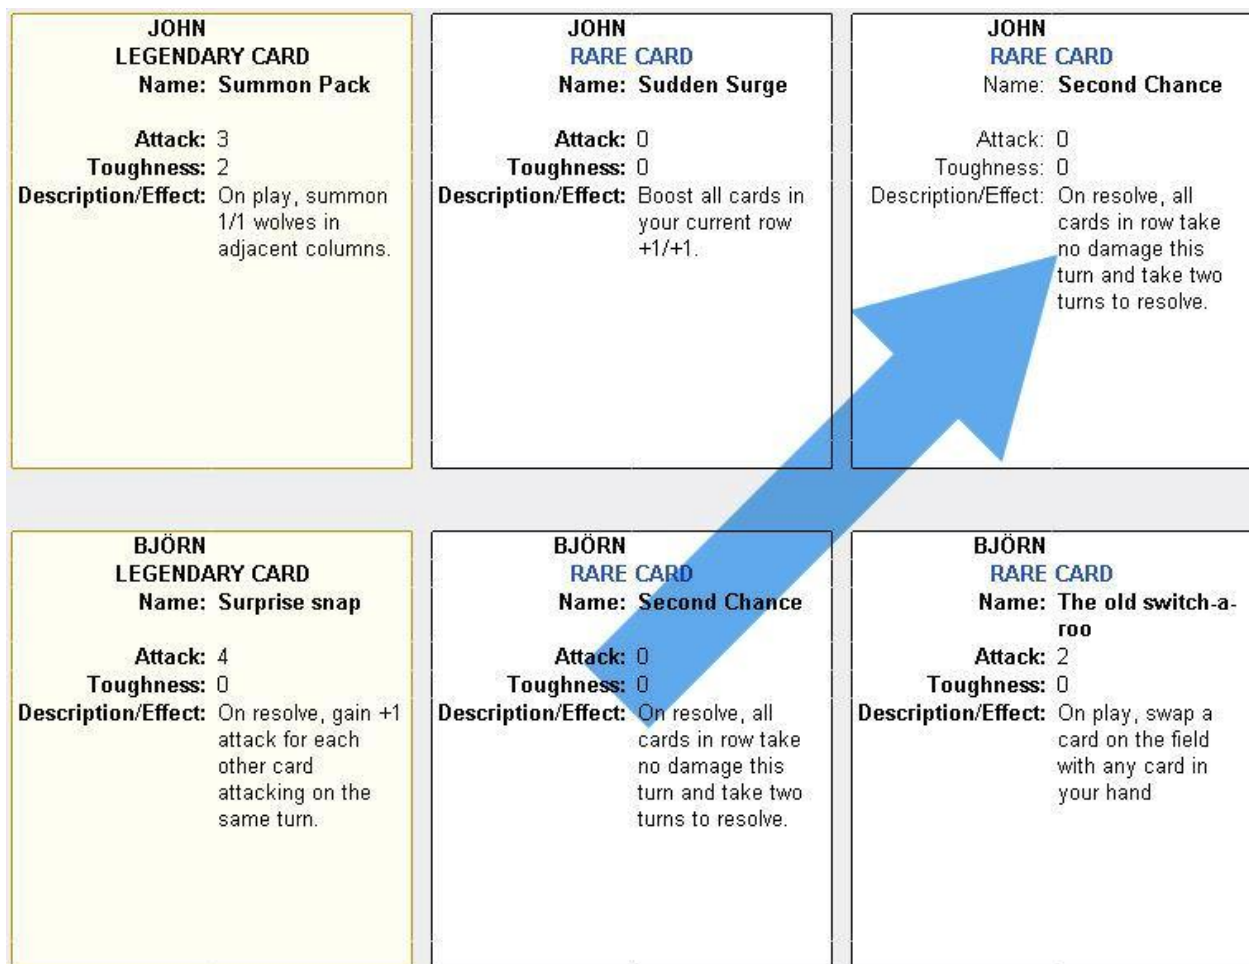 JOHN
LEGENDARY CARD
Name: Summon Pack
Attack: 3
Toughness: 2
Description/Effect: On play, summon
1/1 wolves in
adjacent columns.
JOHN
RARE CARD
Name: Sudden Surge
Attack: 0
Toughness: 0
Description/Effect: Boost all cards in
your current row
+1/+1.
JOHN
RARE CARD
Name: Second Chance
Attack: 0
Toughness: 0
Description/Effect: On resolve, all
cards in row take
no damage this
turn and take two
turns to resolve.
BJÖRN
LEGENDARY CARD
Name: Surprise snap
Attack: 4
Toughness: 0
Description/Effect: On resolve, gain +1
attack for each
other card
attacking on the
same turn.
BJÖRN
RARE CARD
Name: Second Chance
Attack: 0
Toughness: 0
Description/Effect: On resolve, all
cards in row take
no damage this
turn and take two
turns to resolve.
BJÖRN
RARE CARD
Name: The old switch-a-
roo
Attack: 2
Toughness: 0
Description/Effect: On play, swap a
card on the field
with any card in
your hand